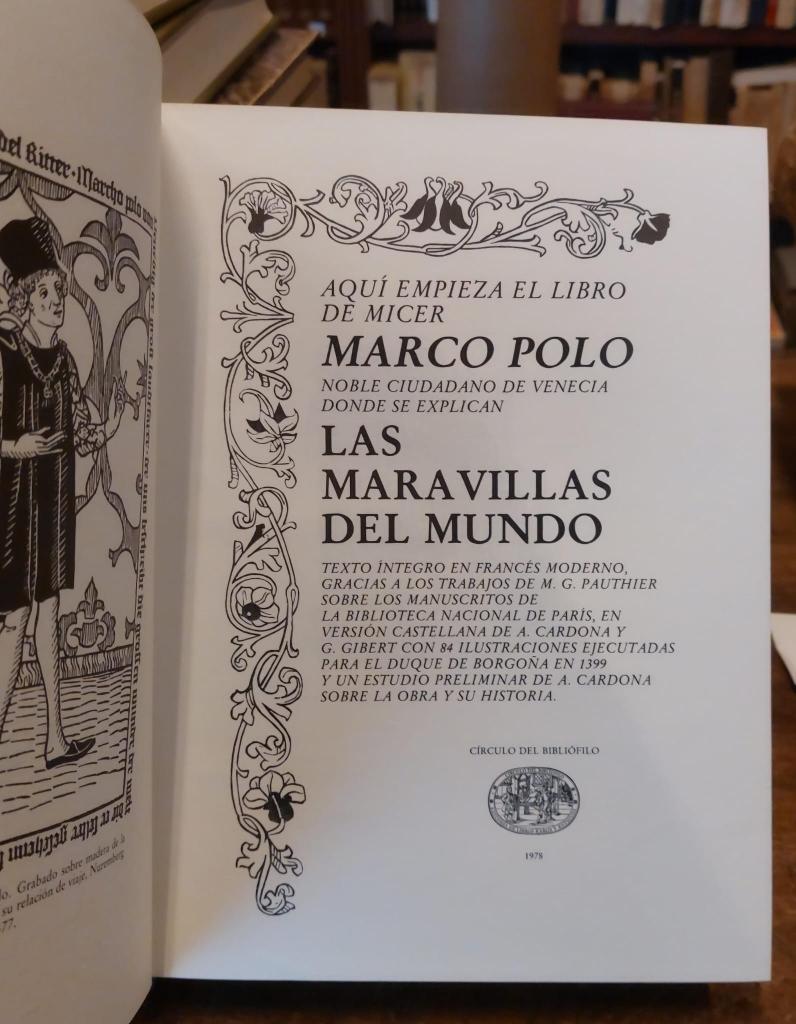 del Ritter · Marcho polo von
lo. Grabado sobre madera de la
su relación de viaje, Nuremberg
77.
AQUÍ EMPIEZA EL LIBRO
DE MICER
MARCO POLO
NOBLE CIUDADANO DE VENECIA
DONDE SE EXPLICAN
LAS
MARAVILLAS
DEL MUNDO
TEXTO ÍNTEGRO EN FRANCÉS MODERNO,
GRACIAS A LOS TRABAJOS DE M. G. PAUTHIER
SOBRE LOS MANUSCRITOS DE
LA BIBLIOTECA NACIONAL DE PARÍS, EN
VERSIÓN CASTELLANA DE A. CARDONA Y
G. GIBERT CON 84 ILUSTRACIONES EJECUTADAS
PARA EL DUQUE DE BORGOÑA EN 1399
Y UN ESTUDIO PRELIMINAR DE A. CARDONA
SOBRE LA OBRA Y SU HISTORIA.
CÍRCULO DEL BIBLIÓFILO
1978